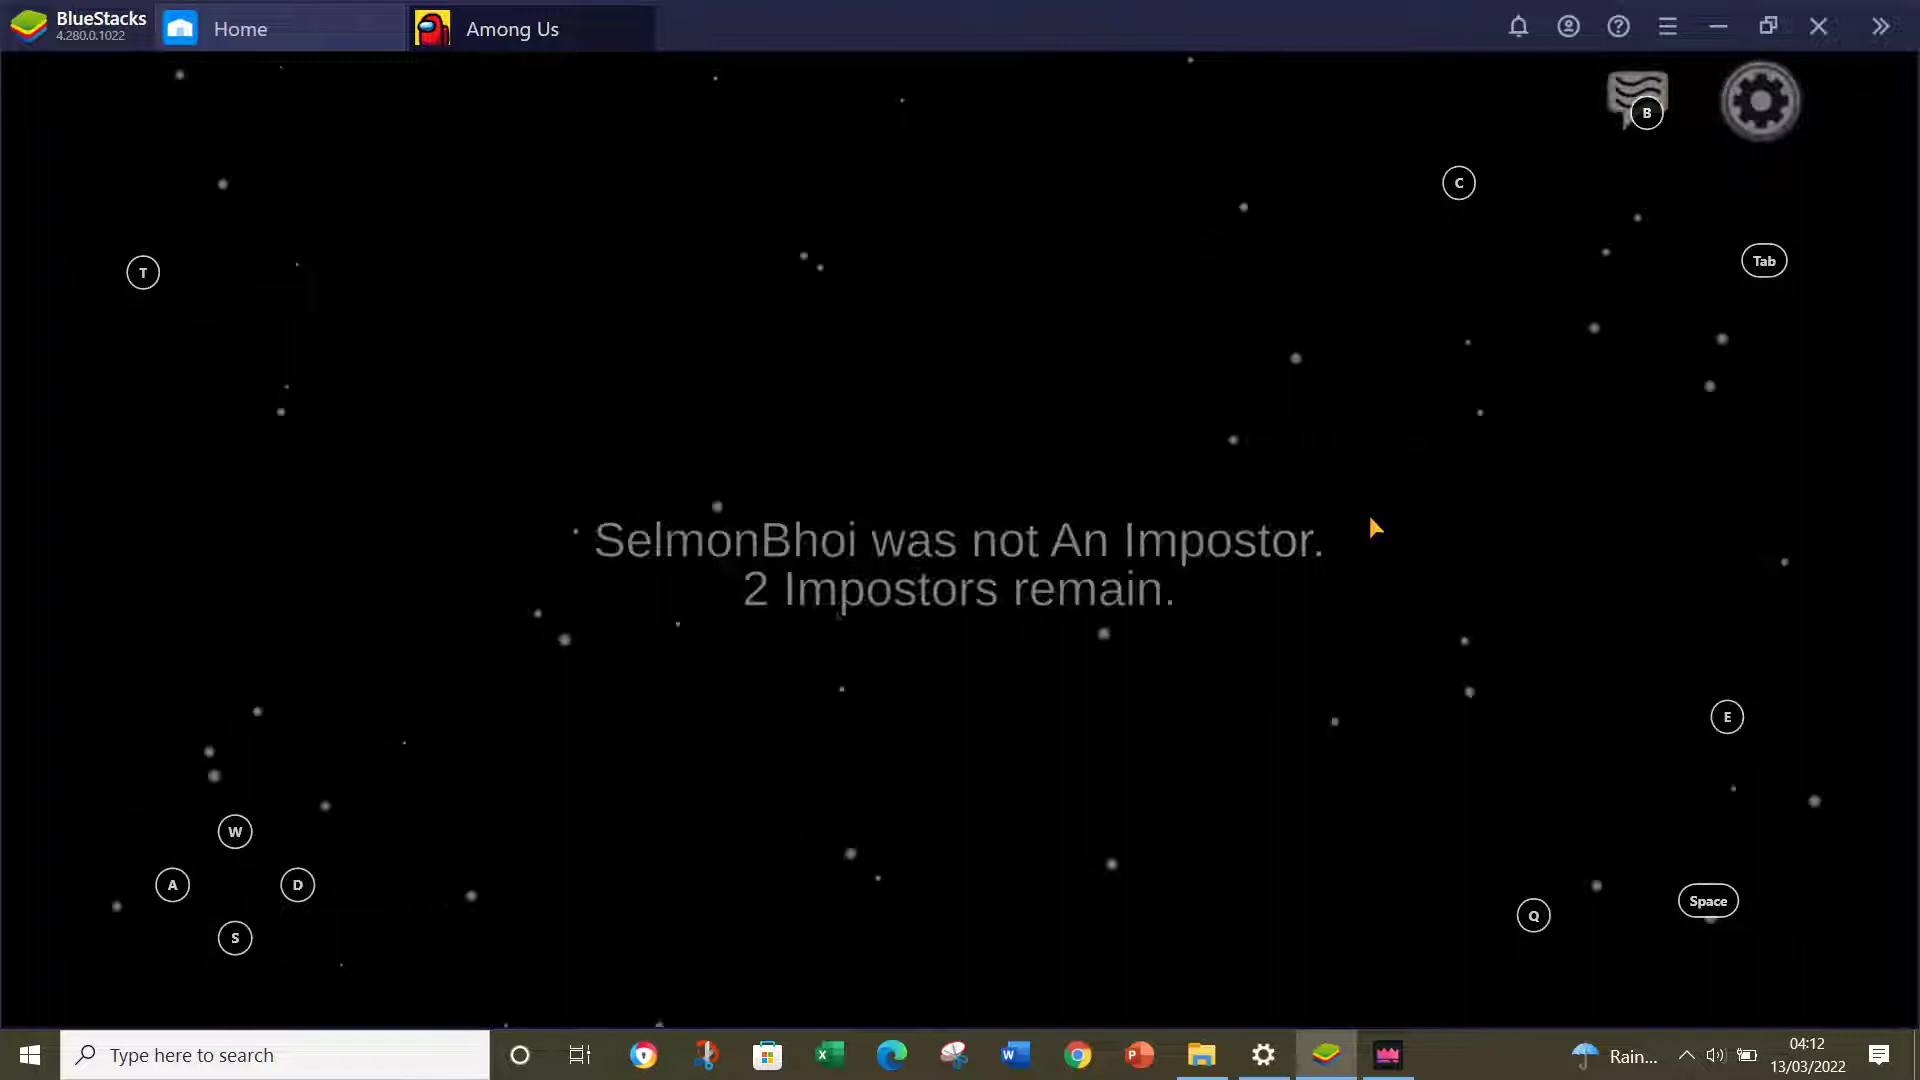 BlueStacks
4.280.0.1022
Home
Among Us
B
C
T
Tab
SelmonBhoi was not An Impostor.
2 Impostors remain.
E
W
A
D
S
Q
Space
Type here to search
Rain...
04:12
13/03/2022